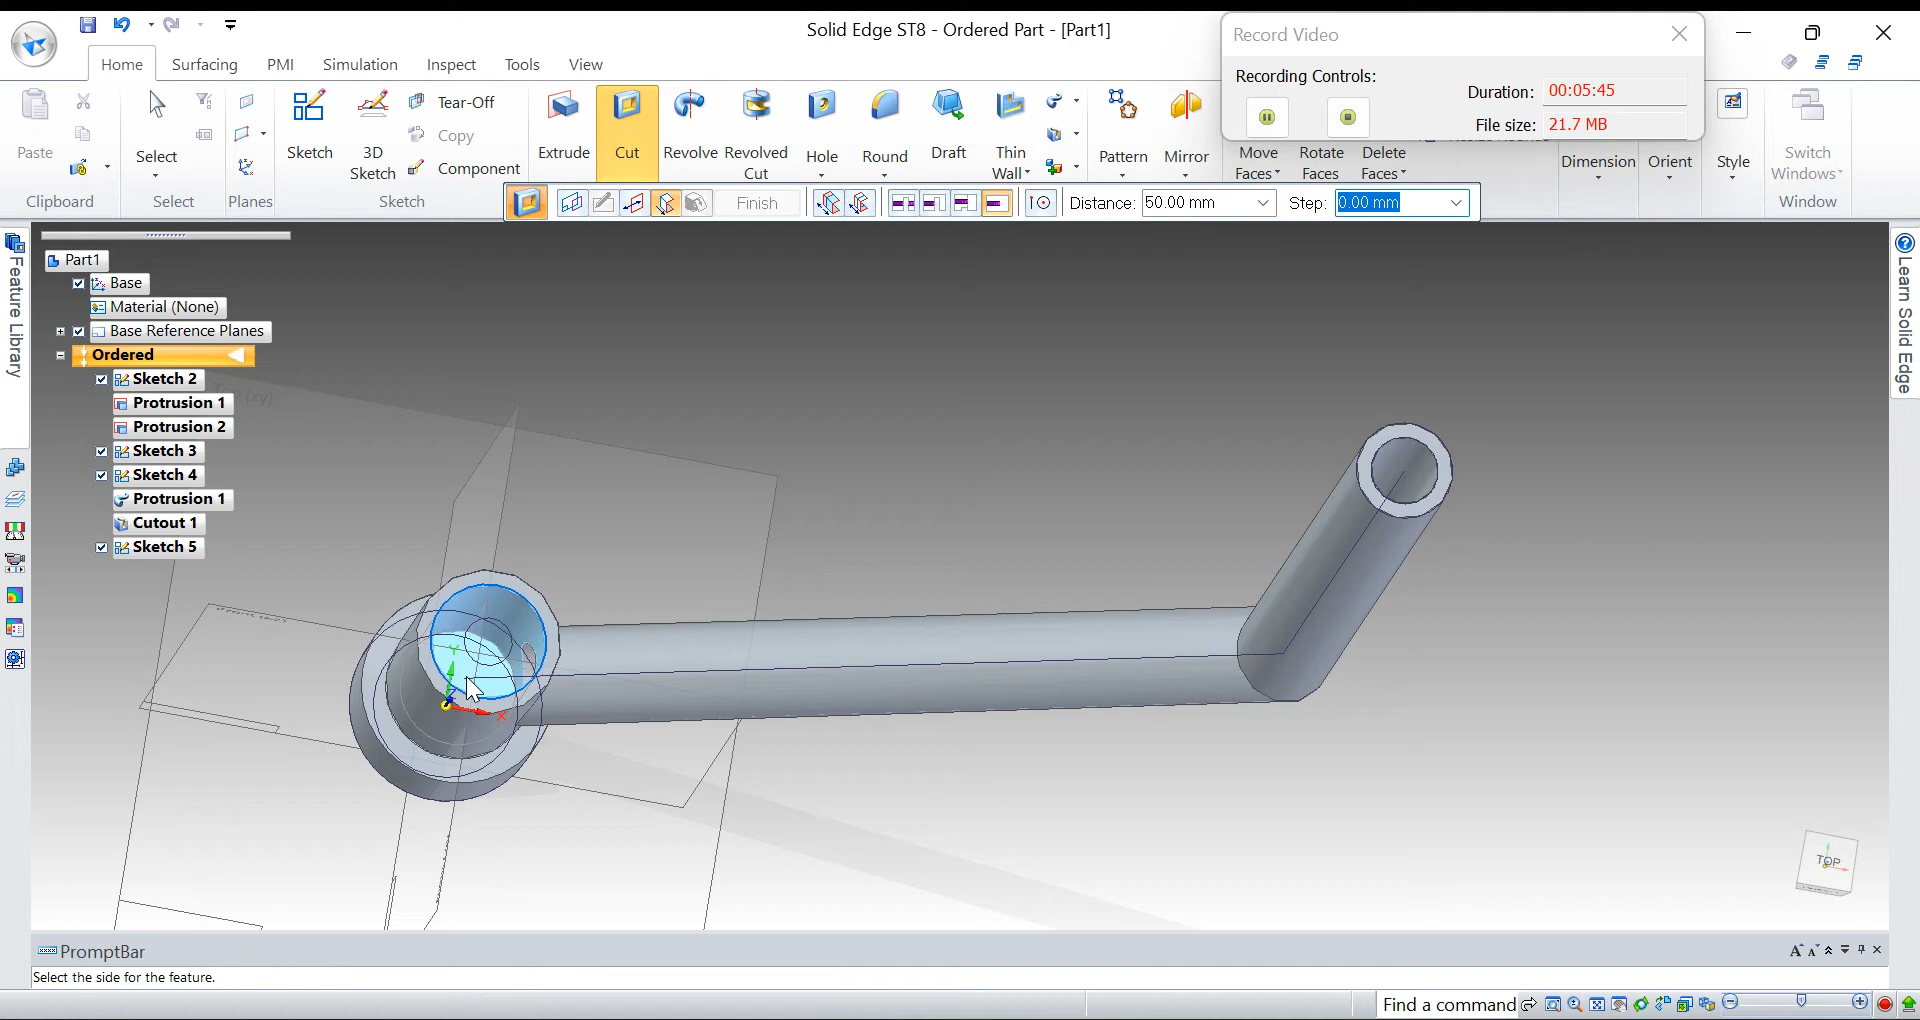 Solid Edge ST8 - Ordered Part - [Part1]
Record Video
Recording Controls:
Duration: 00:05:45
File size: 21.7 MB
Home Surfacing PMI Simulation Inspect Tools View
Paste
Clipboard
Select
Select
Planes
Sketch
3D Sketch
Tear-Off
Copy
Component
Sketch
Extrude
Cut
Revolve
Revolved Cut
Hole
Round
Draft
Thin Wall
Pattern
Mirror
Move Faces
Rotate Faces
Delete Faces
Dimension
Orient
Style
Switch Windows
Window
Finish
Distance: 50.00 mm
Step: 0.00 mm
Feature Library
Learn Solid Edge
Part1
Base
Material (None)
Base Reference Planes
Ordered
Sketch 2
Top (xy)
Protrusion 1
Protrusion 2
Sketch 3
Sketch 4
Protrusion 1
Cutout 1
Sketch 5
Y
X
TOP
PromptBar
Select the side for the feature.
Find a command